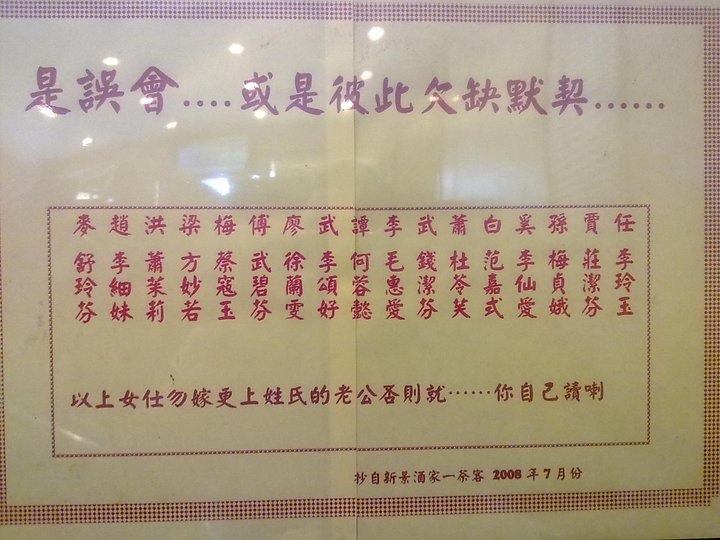 是誤會....或是彼此欠缺默契......
任 李玲玉
賈 莊潔芬
孫 梅貞娥
奚 李仙愛
白 范嘉式
蕭 杜苓芙
武 錢潔芬
李 毛惠愛
譚 何蓉懿
武 李頌好
廖 徐蘭雯
傅 武碧芬
梅 蔡寇玉
梁 方妙若
洪 蕭茱莉
趙 李細妹
麥 舒玲芬
以上女仕勿嫁更上姓氏的老公否則就……你自己讀喇
抄自新景酒家一茶客 2008 年 7 月份